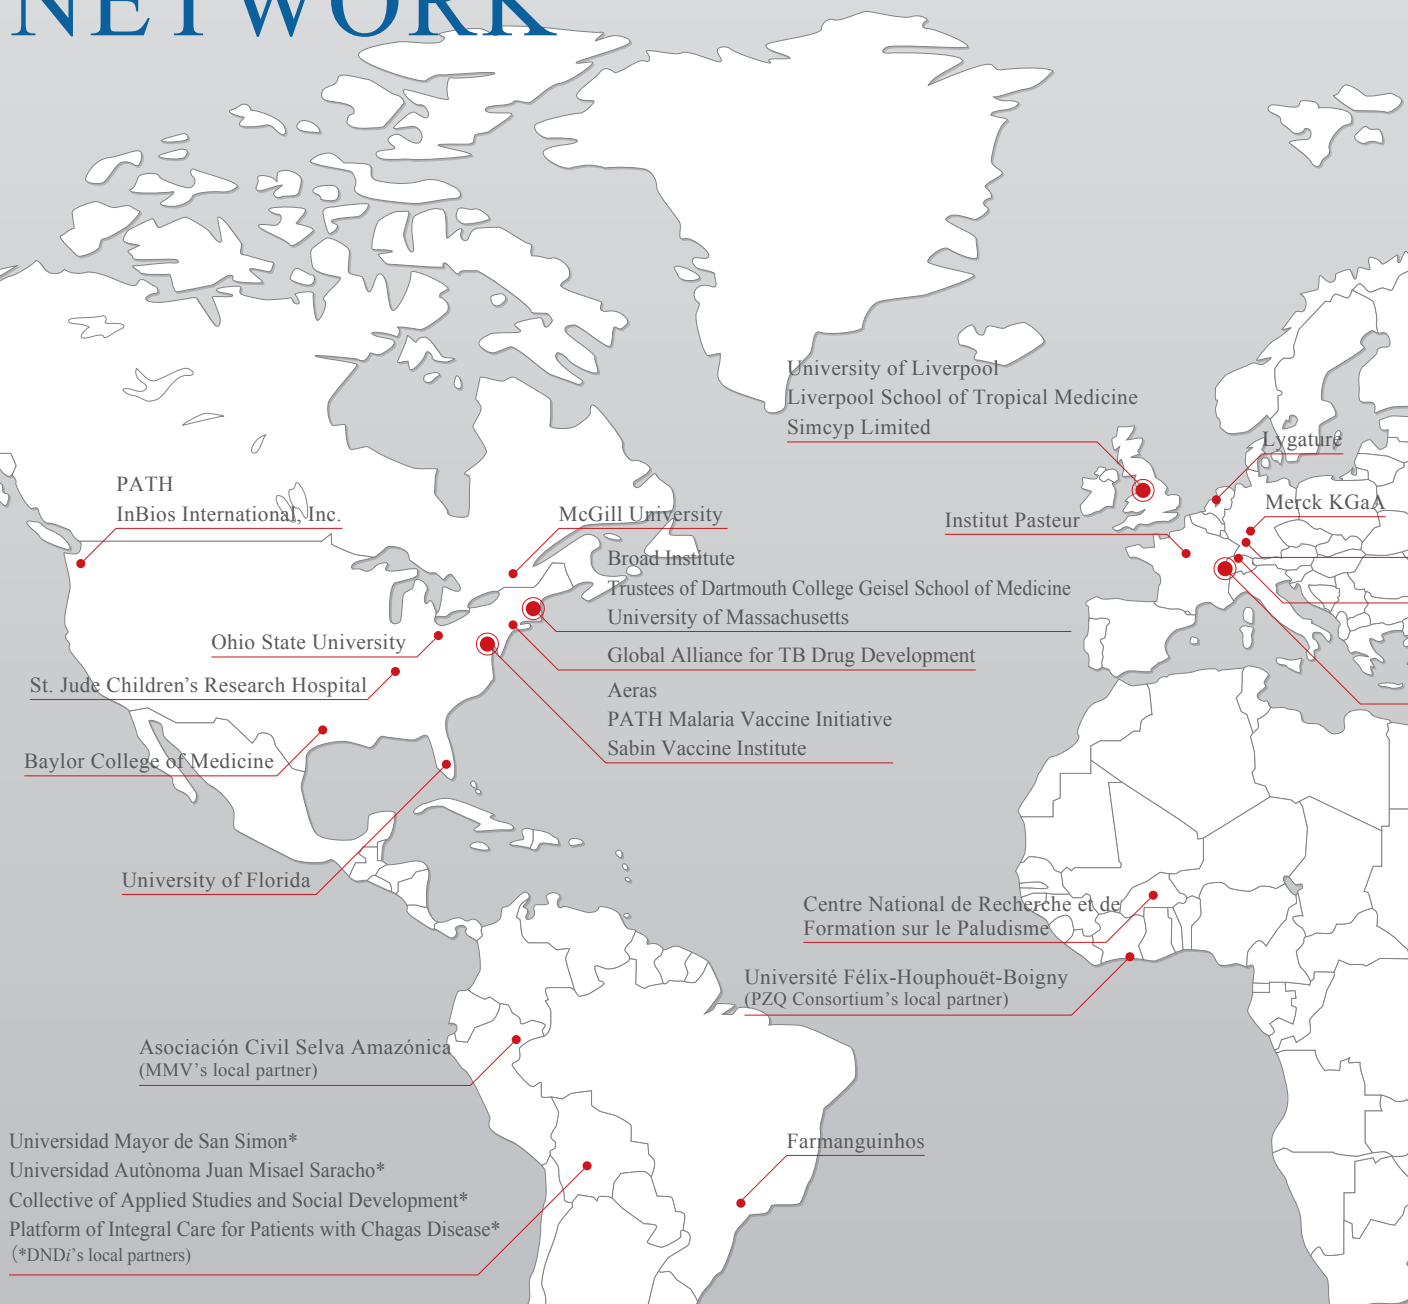 NETWORK
University of Liverpool
Liverpool School of Tropical Medicine
Simcyp Limited
Lygature
Merck KGaA
Institut Pasteur
PATH
InBios International, Inc.
McGill University
Broad Institute
Trustees of Dartmouth College Geisel School of Medicine
University of Massachusetts
Ohio State University
Global Alliance for TB Drug Development
St. Jude Children’s Research Hospital
Aeras
PATH Malaria Vaccine Initiative
Sabin Vaccine Institute
Baylor College of Medicine
University of Florida
Centre National de Recherche et de
Formation sur le Paludisme
Université Félix-Houphouët-Boigny
(PZQ Consortium’s local partner)
Asociación Civil Selva Amazónica
(MMV’s local partner)
Universidad Mayor de San Simon*
Universidad Autònoma Juan Misael Saracho*
Collective of Applied Studies and Social Development*
Platform of Integral Care for Patients with Chagas Disease*
(*DNDi’s local partners)
Farmanguinhos